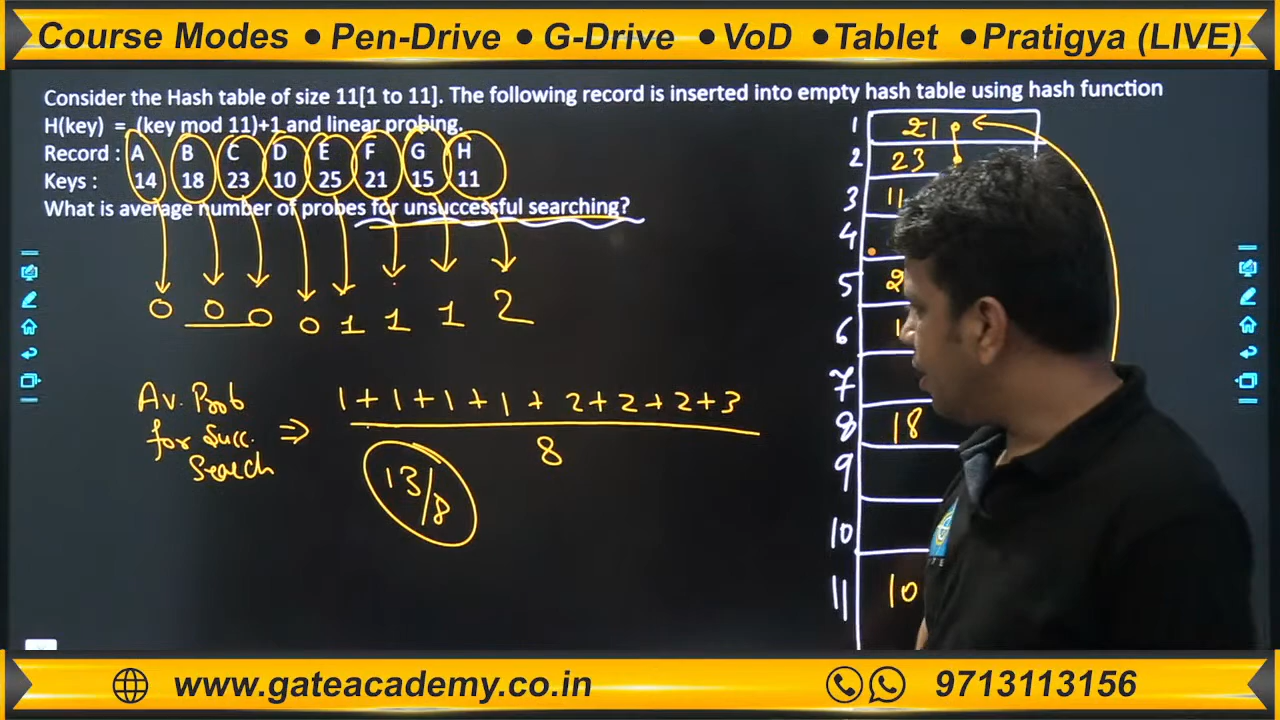 Course Modes ● Pen-Drive ● G-Drive ● VoD ● Tablet ● Pratigya (LIVE)
Consider the Hash table of size 11[1 to 11]. The following record is inserted into empty hash table using hash function
H(key) = (key mod 11)+1 and linear probing.
Record : A B C D E F G H
Keys : 14 18 23 10 25 21 15 11
What is average number of probes for unsuccessful searching?
0 0 0 0 1 1 1 2
Av. Prob
for Succ.
Search
⇒
1 + 1 + 1 + 1 + 2 + 2 + 2 + 3
8
13/8
1 21
2 23
3 11
4
5 2
6 1
7
8 18
9
10
11 10
www.gateacademy.co.in
9713113156